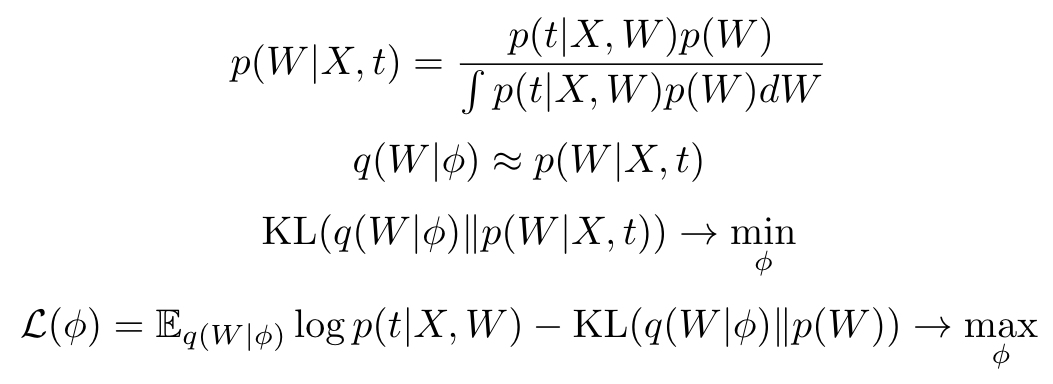 p(W|X, t) = \frac{p(t|X, W)p(W)}{\int p(t|X, W)p(W)dW}
q(W|\phi) \approx p(W|X, t)
\mathrm{KL}(q(W|\phi)\|p(W|X, t)) \to \min_{\phi}
\mathcal{L}(\phi) = \mathbb{E}_{q(W|\phi)} \log p(t|X, W) - \mathrm{KL}(q(W|\phi)\|p(W)) \to \max_{\phi}